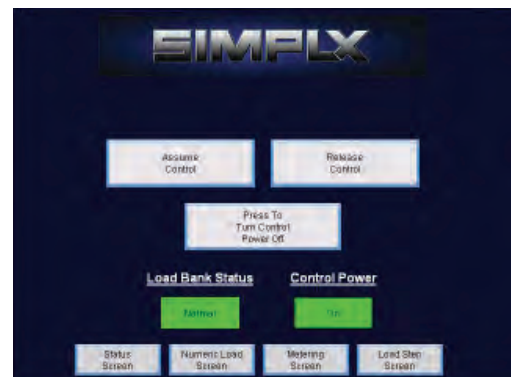 SIMPLX
Assume
Control
Release
Control
Press To
Turn Control
Power Off
Load Bank Status
Control Power
Normal
On
Status
Screen
Numeric Load
Screen
Metering
Screen
Load Step
Screen